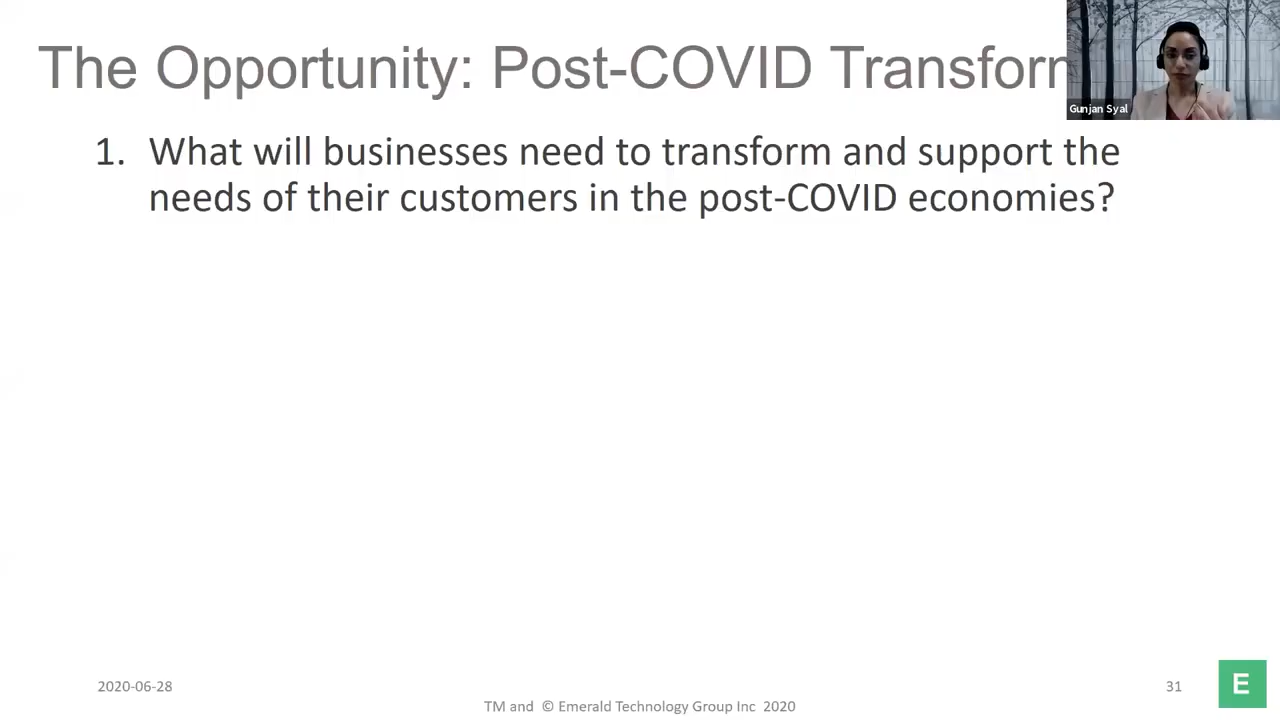 The Opportunity: Post-COVID Transform
Gunjan Syal
1. What will businesses need to transform and support the
needs of their customers in the post-COVID economies?
2020-06-28
31
E
TM and © Emerald Technology Group Inc 2020